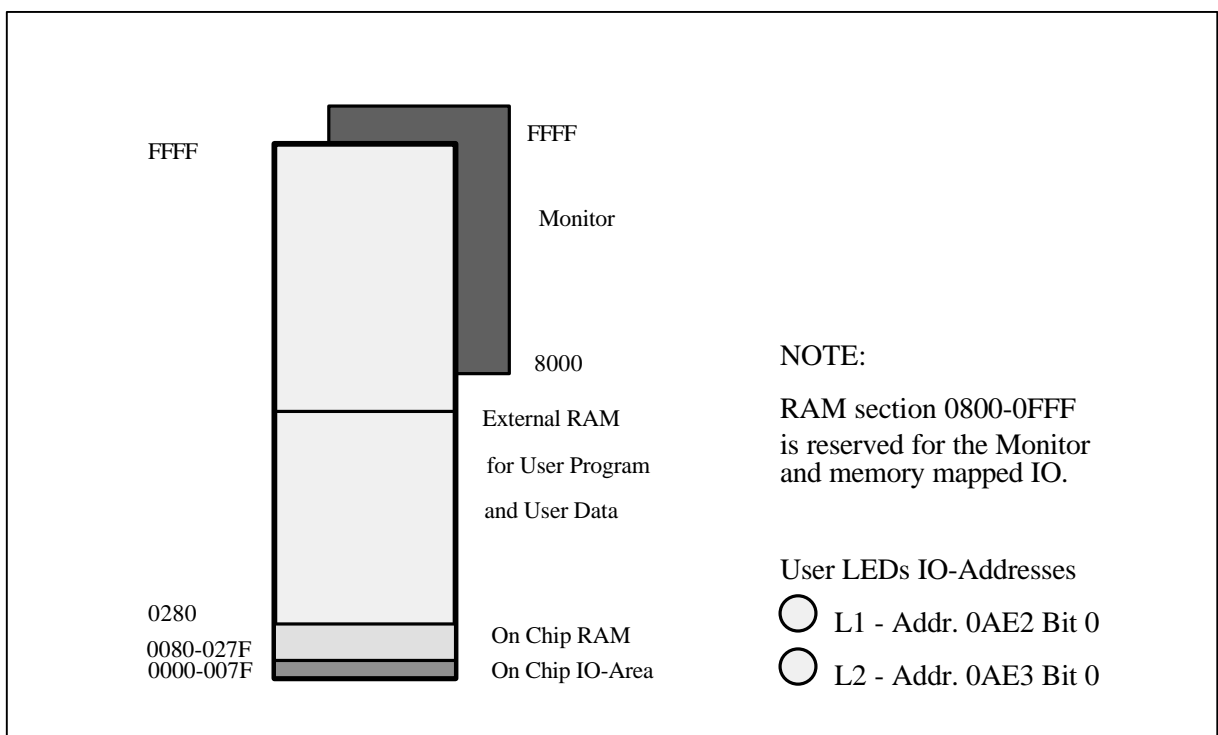 FFFF
FFFF
Monitor
8000
External RAM
for User Program
and User Data
0280
0080-027F
0000-007F
On Chip RAM
On Chip IO-Area
NOTE:
RAM section 0800-0FFF
is reserved for the Monitor
and memory mapped IO.
User LEDs IO-Addresses
L1 - Addr. 0AE2 Bit 0
L2 - Addr. 0AE3 Bit 0